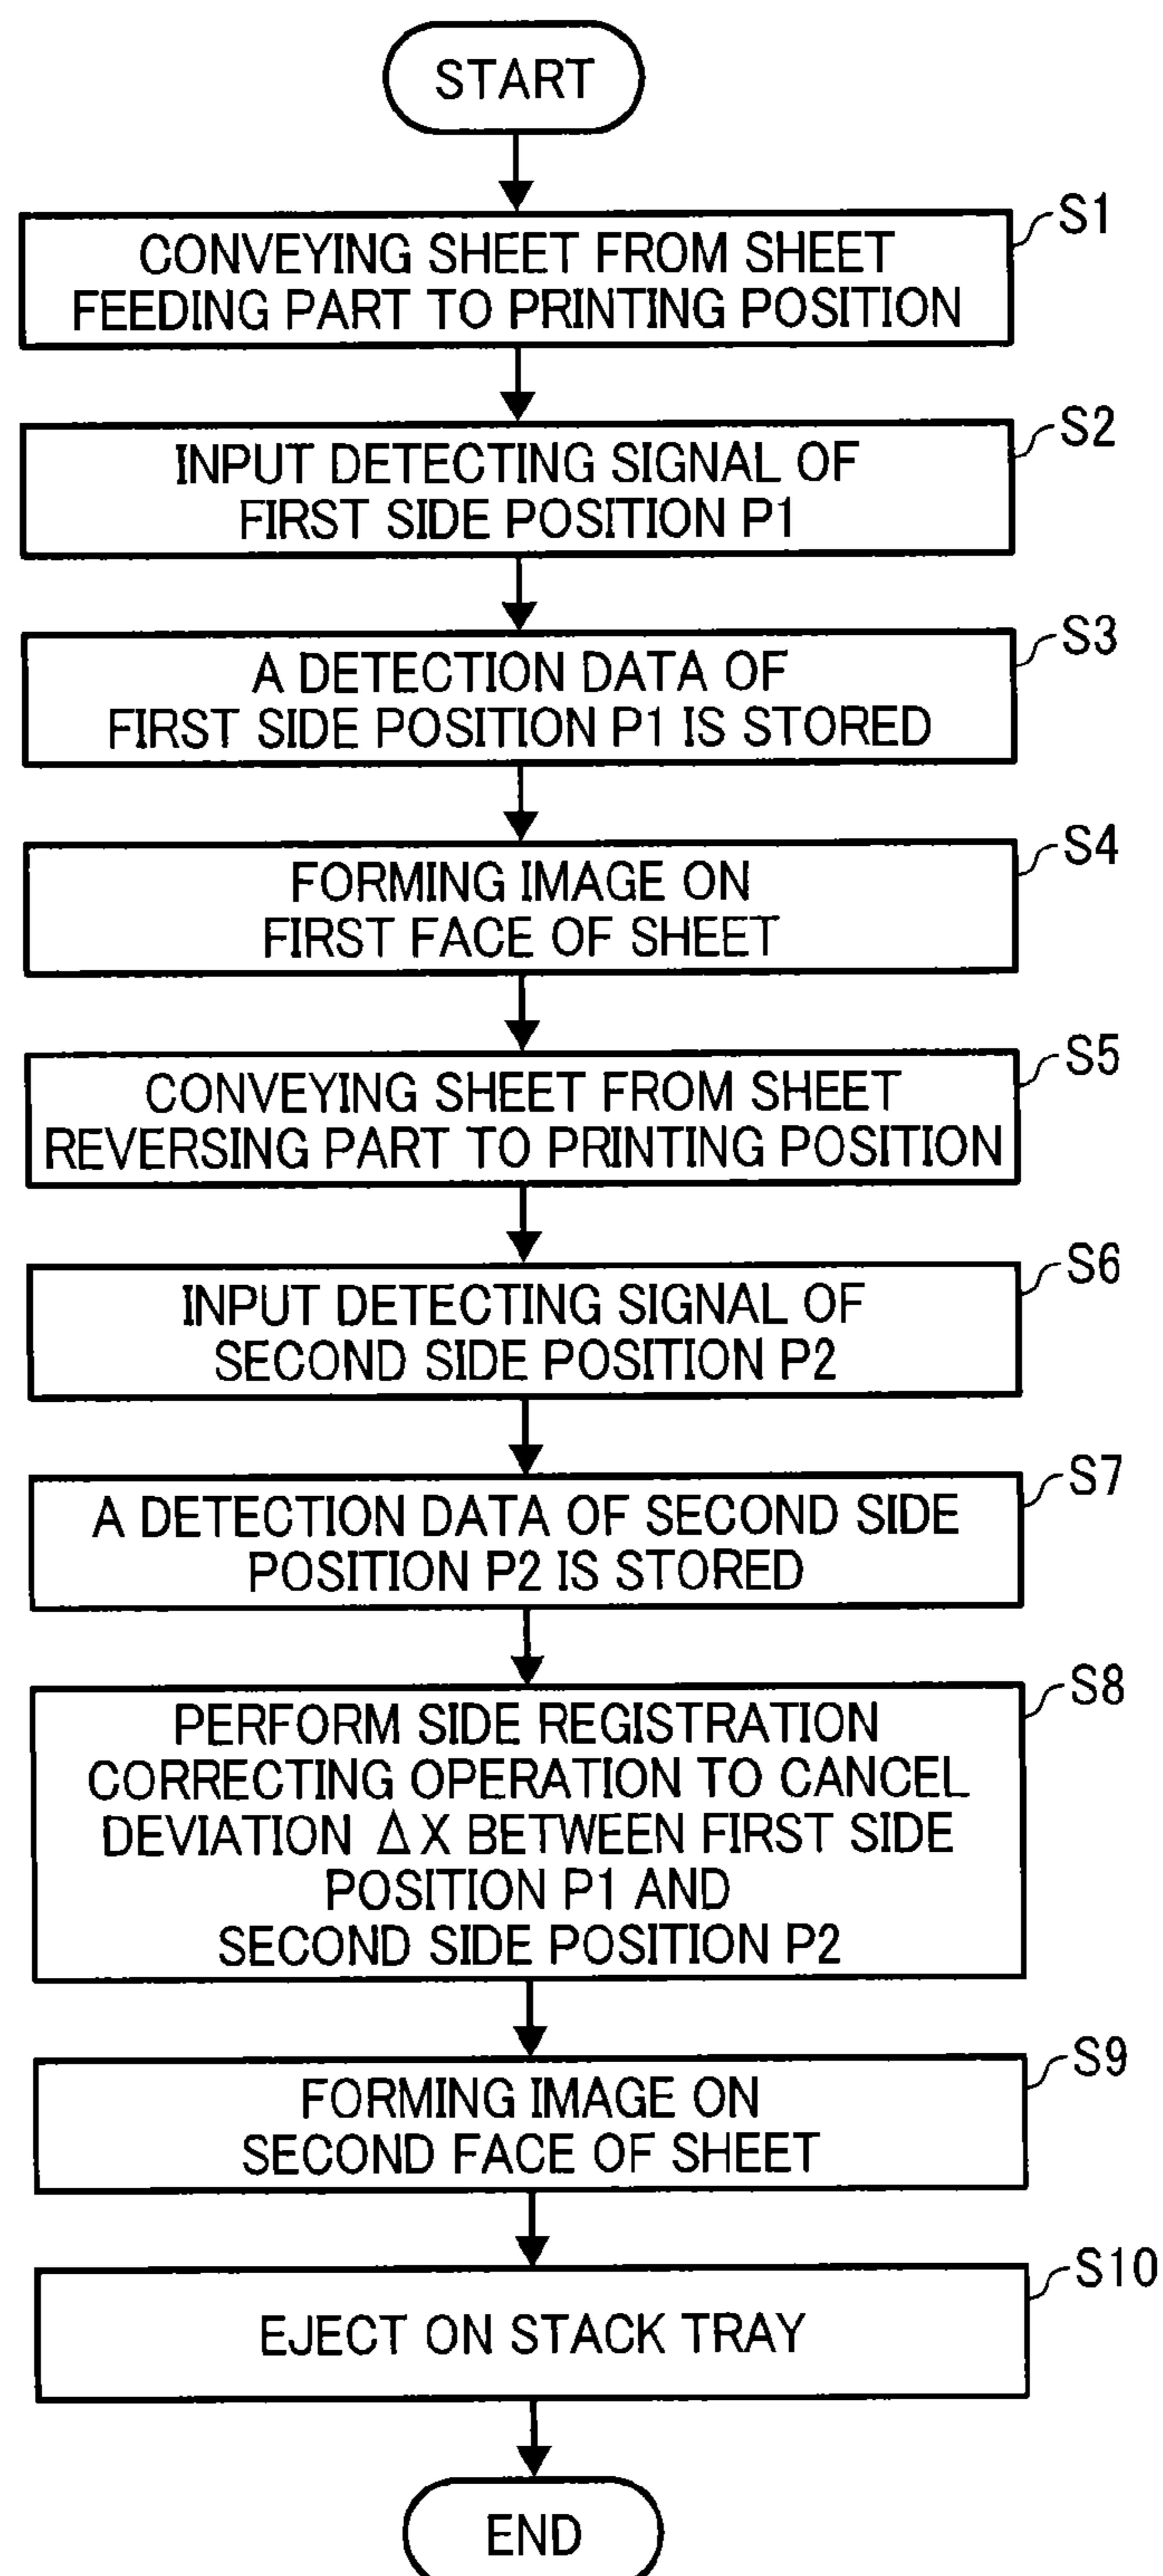 START
S1
CONVEYING SHEET FROM SHEET
FEEDING PART TO PRINTING POSITION
S2
INPUT DETECTING SIGNAL OF
FIRST SIDE POSITION P1
S3
A DETECTION DATA OF
FIRST SIDE POSITION P1 IS STORED
S4
FORMING IMAGE ON
FIRST FACE OF SHEET
S5
CONVEYING SHEET FROM SHEET
REVERSING PART TO PRINTING POSITION
S6
INPUT DETECTING SIGNAL OF
SECOND SIDE POSITION P2
S7
A DETECTION DATA OF SECOND SIDE
POSITION P2 IS STORED
S8
PERFORM SIDE REGISTRATION
CORRECTING OPERATION TO CANCEL
DEVIATION ΔX BETWEEN FIRST SIDE
POSITION P1 AND
SECOND SIDE POSITION P2
S9
FORMING IMAGE ON
SECOND FACE OF SHEET
S10
EJECT ON STACK TRAY
END